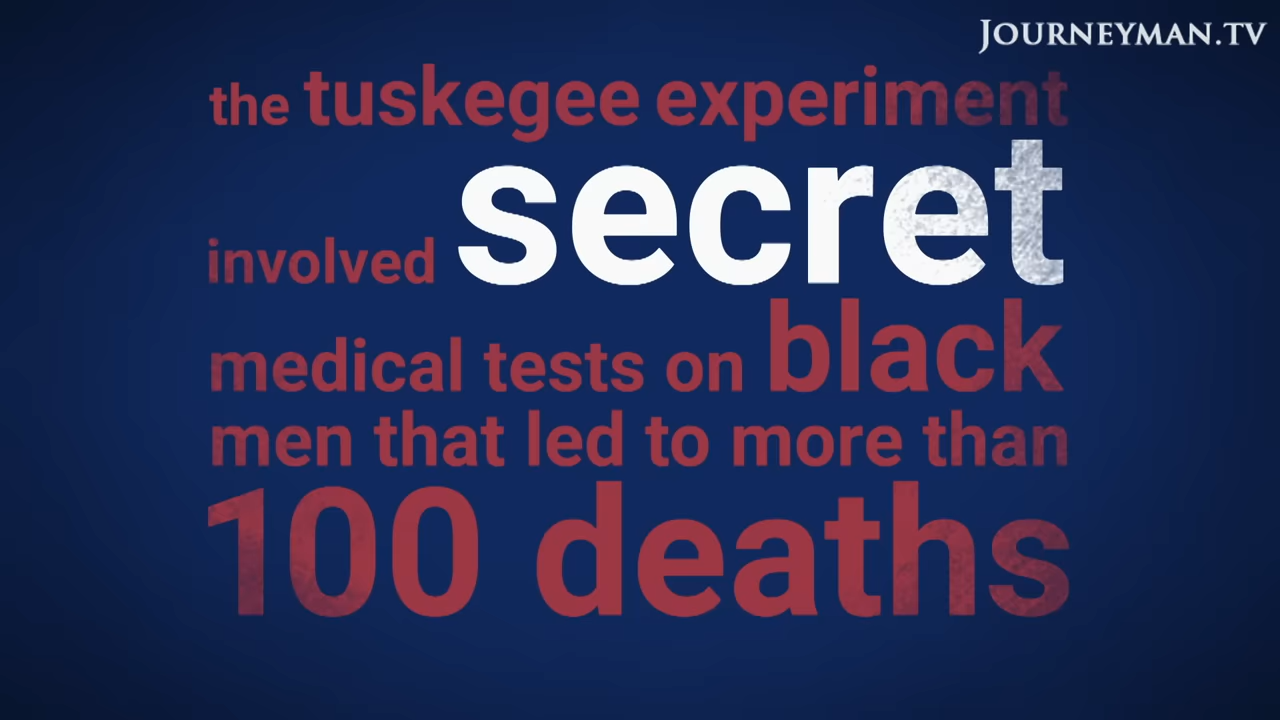 JOURNEYMAN.TV
the tuskegee experiment
involved secret
medical tests on black
men that led to more than
100 deaths